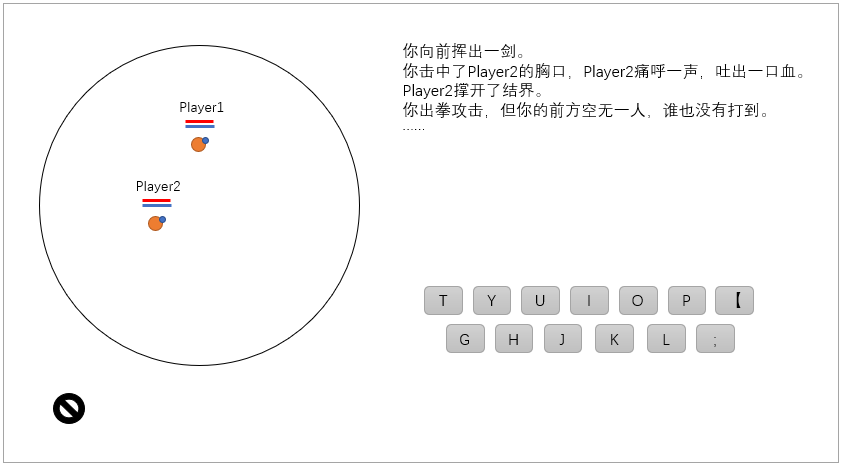 你向前挥出一剑。
你击中了Player2的胸口，Player2痛呼一声，吐出一口血。
Player2撑开了结界。
你出拳攻击，但你的前方空无一人，谁也没有打到。
……
Player1
Player2
T Y U I O P 【
G H J K L ;